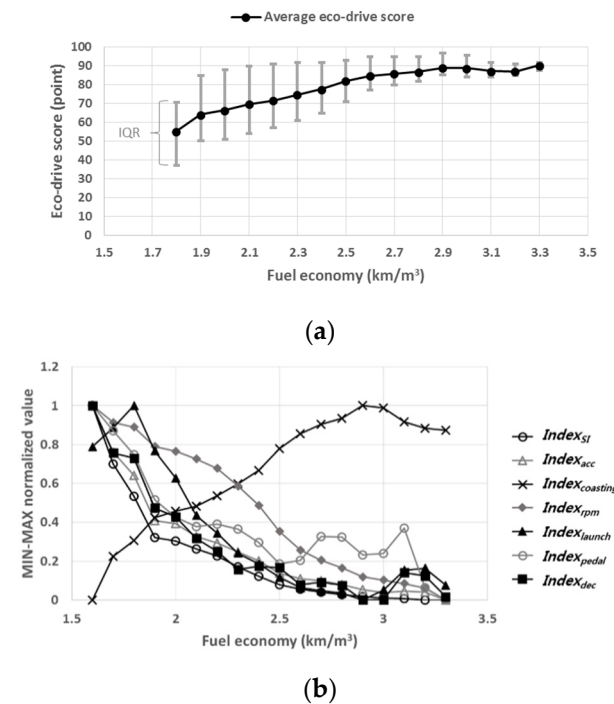 Average eco-drive score
100
90
80
70
60
50
40
30
20
10
0
Eco-drive score (point)
IQR
1.5 1.7 1.9 2.1 2.3 2.5 2.7 2.9 3.1 3.3 3.5
Fuel economy (km/m³)
(a)
1.2
1
0.8
0.6
0.4
0.2
0
MIN-MAX normalized value
1.5 2 2.5 3 3.5
Fuel economy (km/m³)
Index_SI
Index_acc
Index_coasting
Index_rpm
Index_launch
Index_pedal
Index_dec
(b)